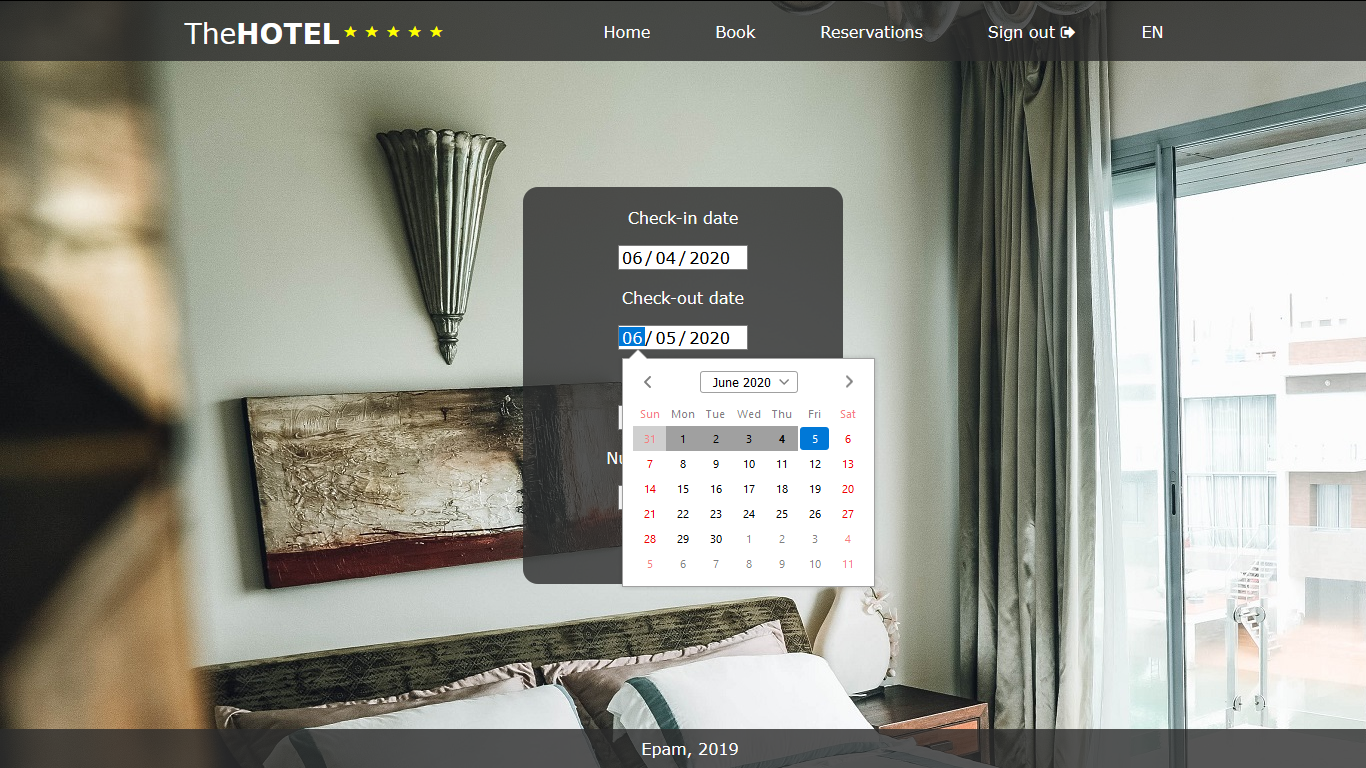 TheHOTEL ★ ★ ★ ★ ★ Home Book Reservations Sign out EN
Check-in date
06/04/2020
Check-out date
06/05/2020
June 2020
Sun Mon Tue Wed Thu Fri Sat
31 1 2 3 4 5 6
7 8 9 10 11 12 13
14 15 16 17 18 19 20
21 22 23 24 25 26 27
28 29 30 1 2 3 4
5 6 7 8 9 10 11
Epam, 2019